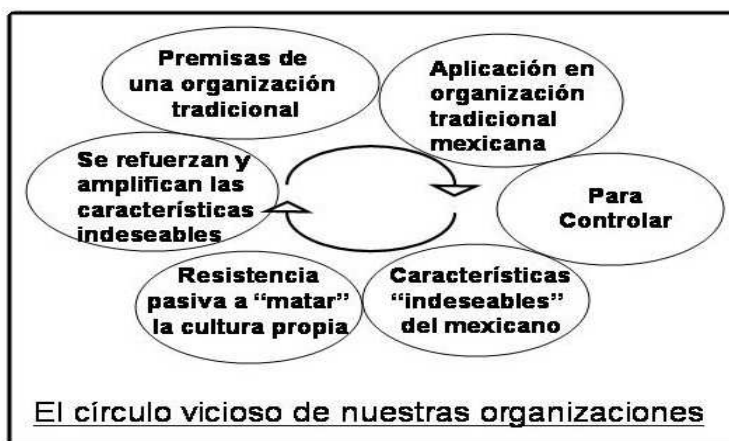 Premisas de
una organización
tradicional
Aplicación en
organización
tradicional
mexicana
Para
Controlar
Características
“indeseables”
del mexicano
Resistencia
pasiva a “matar”
la cultura propia
Se refuerzan y
amplifican las
características
indeseables
El círculo vicioso de nuestras organizaciones